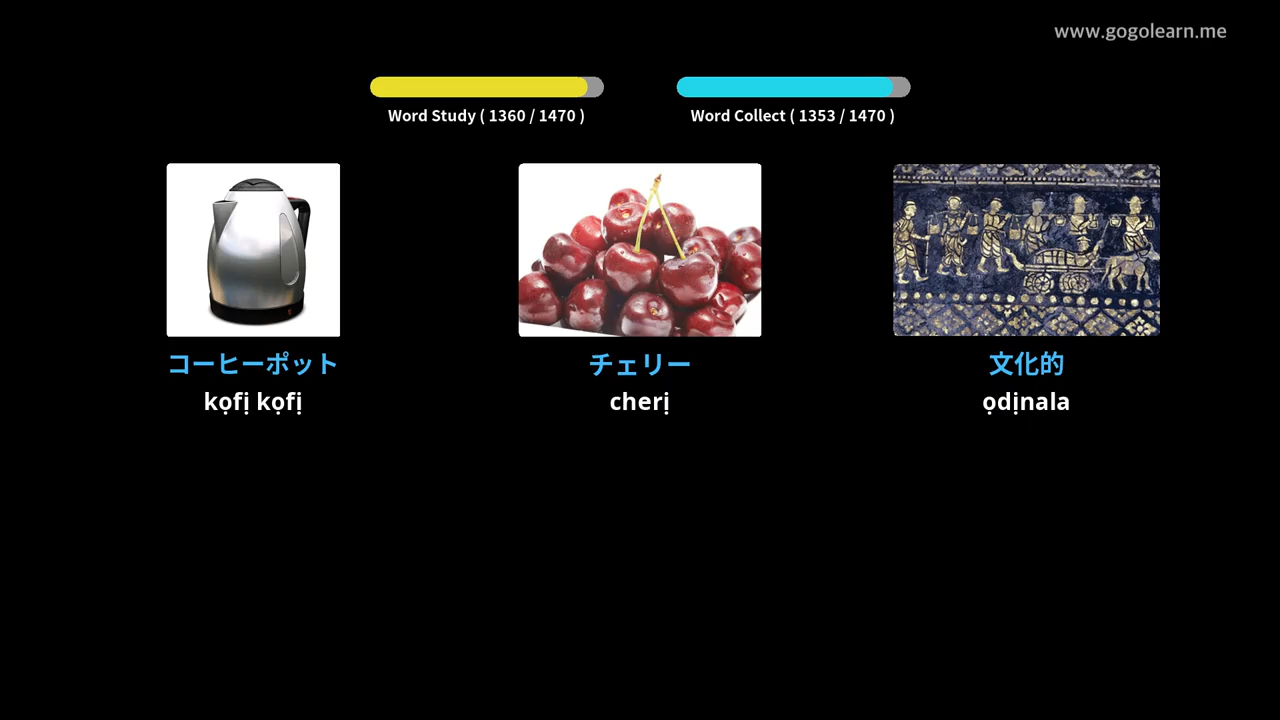 www.gogolearn.me
Word Study ( 1360 / 1470 )
Word Collect ( 1353 / 1470 )
コーヒーポット
kọfị kọfị
チェリー
cherị
文化的
ọdịnala